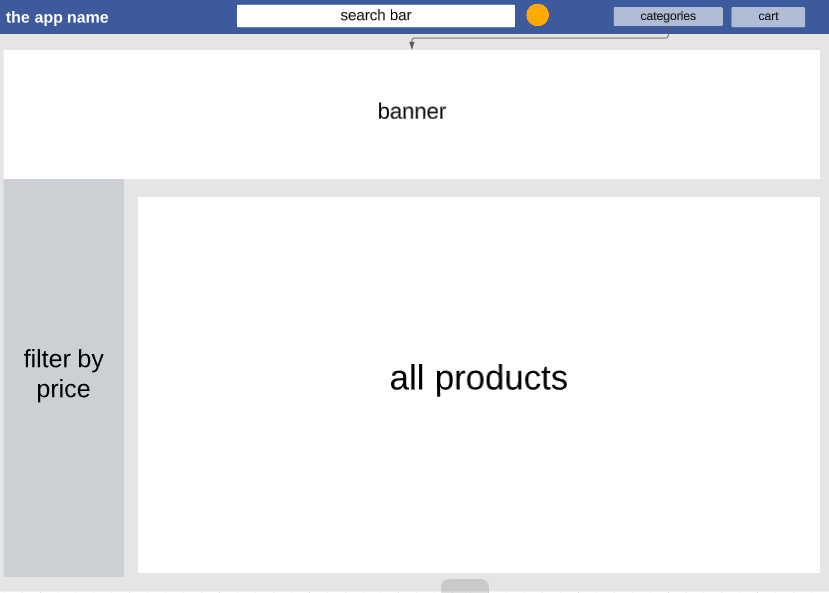 the app name
search bar
categories
cart
banner
filter by
price
all products